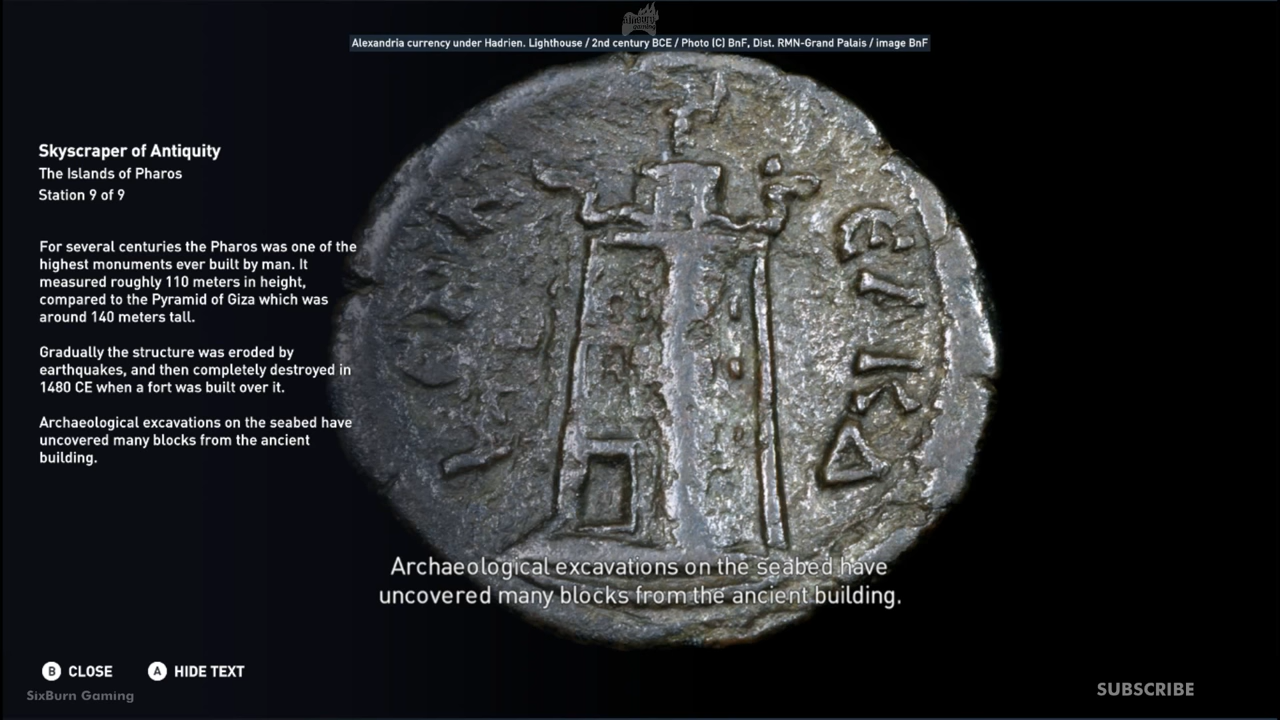 Alexandria currency under Hadrien. Lighthouse / 2nd century BCE / Photo (C) BnF, Dist. RMN-Grand Palais / image BnF
Skyscraper of Antiquity
The Islands of Pharos
Station 9 of 9
For several centuries the Pharos was one of the
highest monuments ever built by man. It
measured roughly 110 meters in height,
compared to the Pyramid of Giza which was
around 140 meters tall.
Gradually the structure was eroded by
earthquakes, and then completely destroyed in
1480 CE when a fort was built over it.
Archaeological excavations on the seabed have
uncovered many blocks from the ancient
building.
Archaeological excavations on the seabed have
uncovered many blocks from the ancient building.
B CLOSE A HIDE TEXT
SixBurn Gaming
SUBSCRIBE